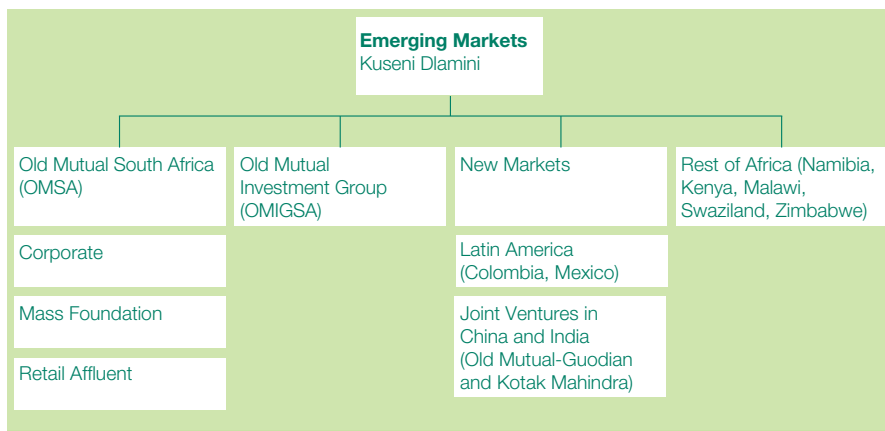 Emerging Markets
Kuseni Dlamini
Old Mutual South Africa
(OMSA)
Corporate
Mass Foundation
Retail Affluent
Old Mutual
Investment Group
(OMIGSA)
New Markets
Latin America
(Colombia, Mexico)
Joint Ventures in
China and India
(Old Mutual-Guodian
and Kotak Mahindra)
Rest of Africa (Namibia,
Kenya, Malawi,
Swaziland, Zimbabwe)